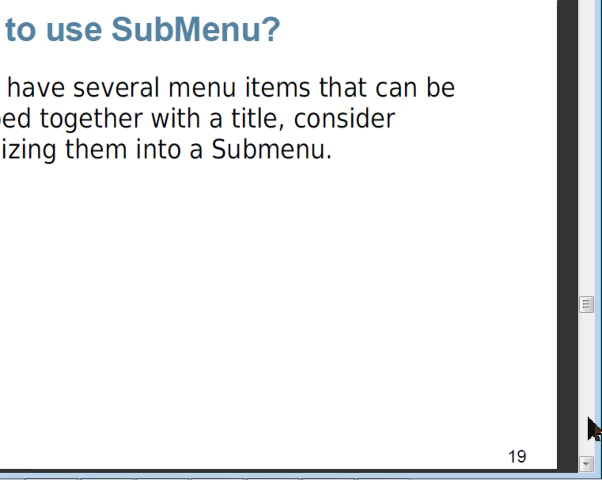 to use SubMenu?
have several menu items that can be
ed together with a title, consider
izing them into a Submenu.
19